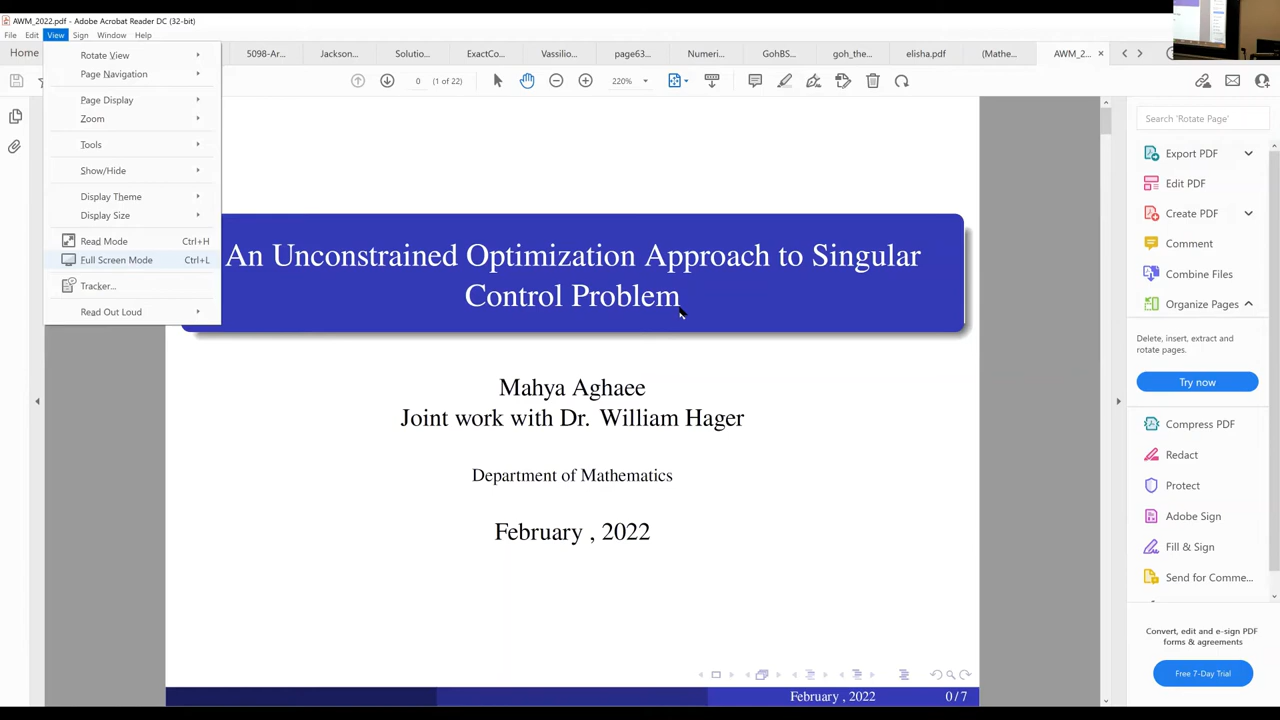 AWM_2022.pdf - Adobe Acrobat Reader DC (32-bit)
File Edit View Sign Window Help
Home 5098-Ar... Jackson... Solutio... ExactCo... Vassilio... page63... Numeri... GohBS... goh_the... elisha.pdf (Mathe... AWM_2... ×
0 (1 of 22) 220%
Rotate View
Page Navigation
Page Display
Zoom
Tools
Show/Hide
Display Theme
Display Size
Read Mode Ctrl+H
Full Screen Mode Ctrl+L
Tracker...
Read Out Loud
An Unconstrained Optimization Approach to Singular
Control Problem
Mahya Aghaee
Joint work with Dr. William Hager
Department of Mathematics
February , 2022
February , 2022 0/7
Search 'Rotate Page'
Export PDF
Edit PDF
Create PDF
Comment
Combine Files
Organize Pages
Delete, insert, extract and
rotate pages.
Try now
Compress PDF
Redact
Protect
Adobe Sign
Fill & Sign
Send for Comme...
Convert, edit and e-sign PDF
forms & agreements
Free 7-Day Trial